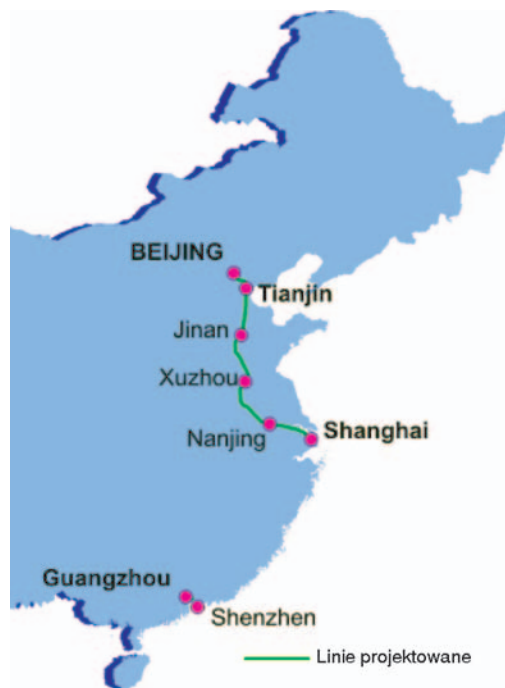 BEIJING
Tianjin
Jinan
Xuzhou
Nanjing
Shanghai
Guangzhou
Shenzhen
Linie projektowane